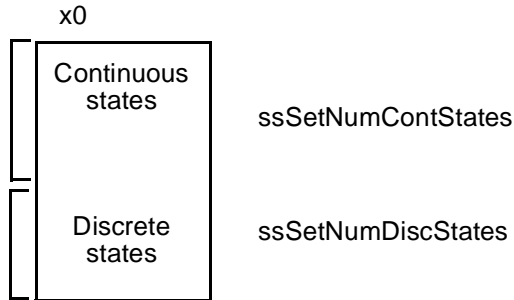 x0
Continuous
states
ssSetNumContStates
Discrete
states
ssSetNumDiscStates